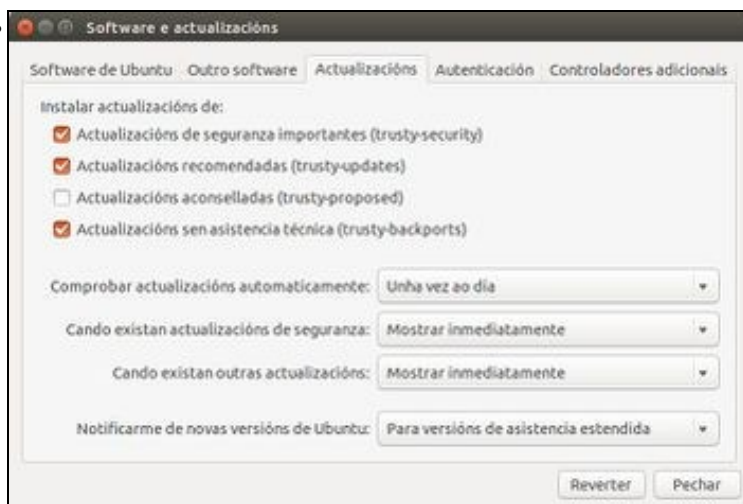 Software e actualizacións
Software de Ubuntu Outro software Actualizacións Autenticación Controladores adicionais
Instalar actualizacións de:
Actualizacións de seguranza importantes (trusty-security)
Actualizacións recomendadas (trusty-updates)
Actualizacións aconselladas (trusty-proposed)
Actualizacións sen asistencia técnica (trusty-backports)
Comprobar actualizacións automaticamente: Unha vez ao día
Cando existan actualizacións de seguranza: Mostrar inmediatamente
Cando existan outras actualizacións: Mostrar inmediatamente
Notificarme de novas versións de Ubuntu: Para versións de asistencia estendida
Reverter Pechar